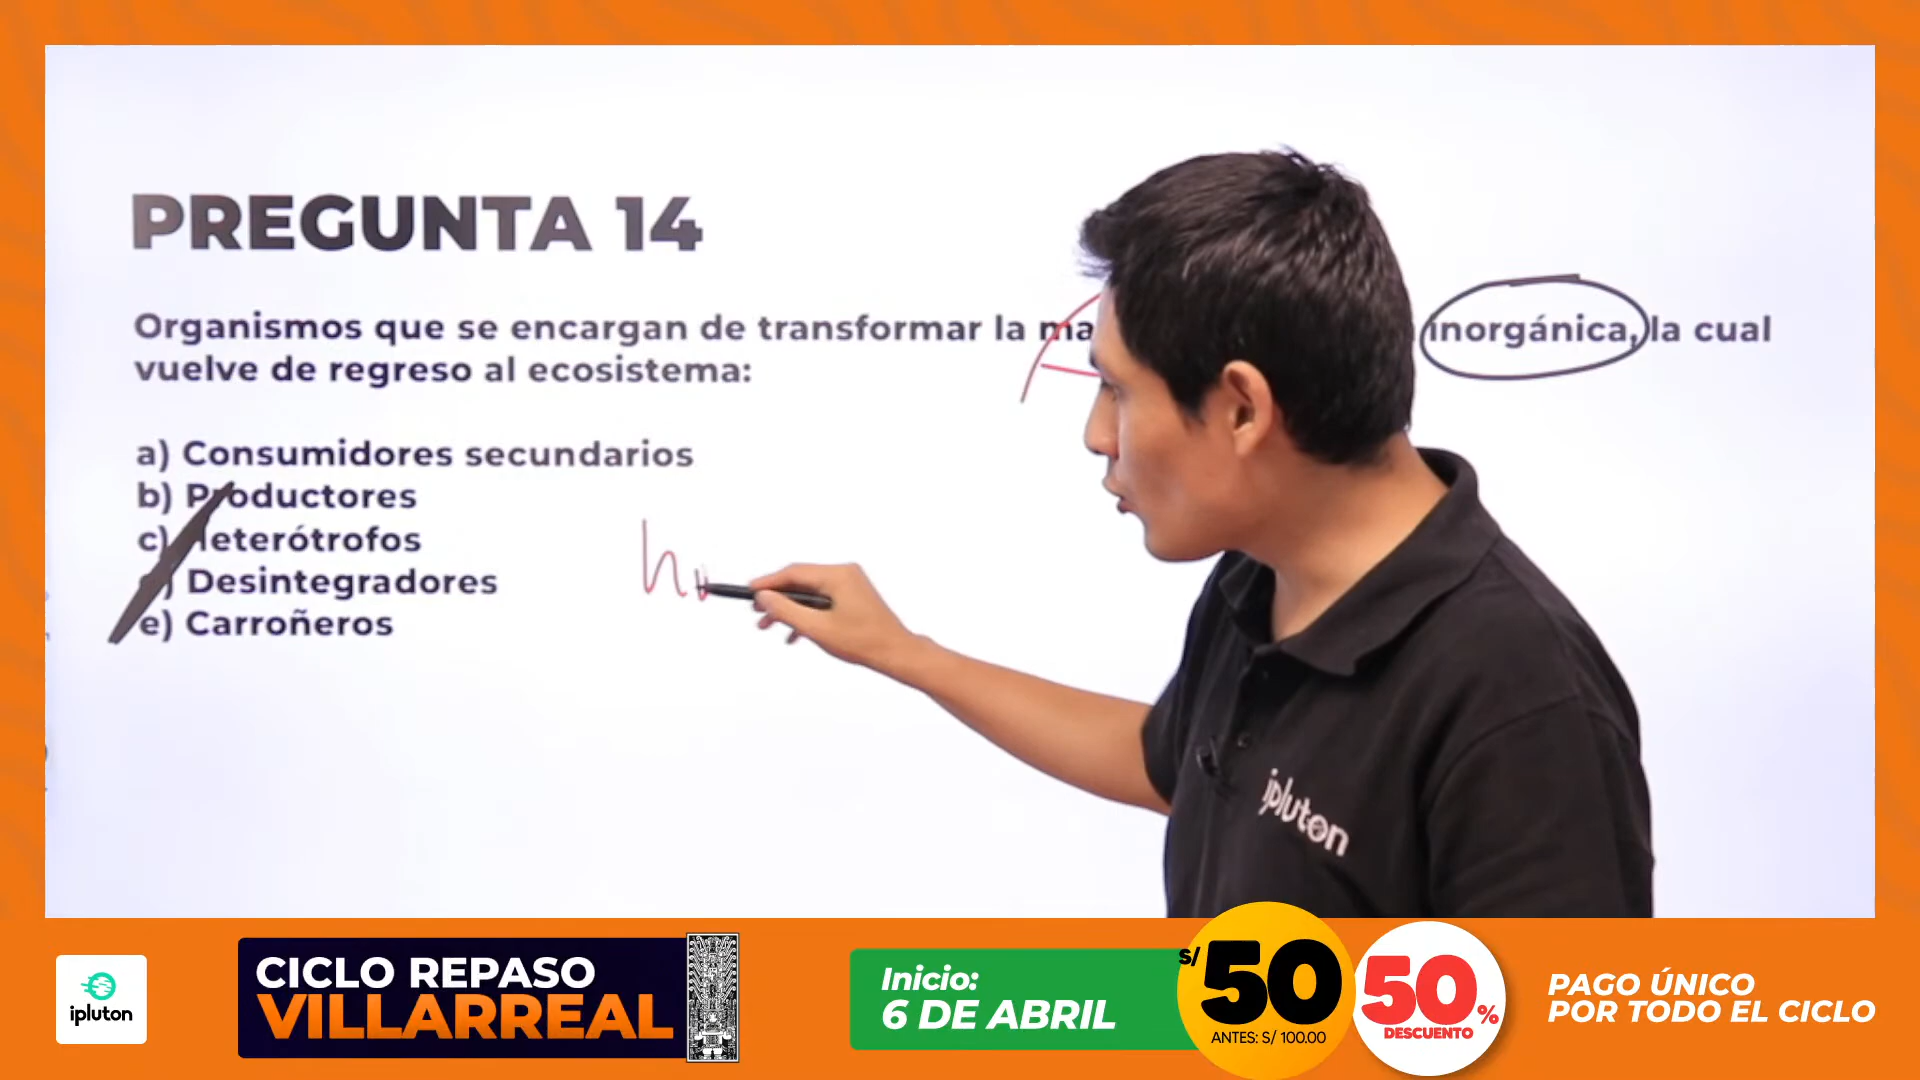 PREGUNTA 14
Organismos que se encargan de transformar la inorgánica, la cual
vuelve de regreso al ecosistema:
a) Consumidores secundarios
b) Productores
c) Heterótrofos
Desintegradores
e) Carroñeros
ipluton
ipluton
CICLO REPASO
VILLARREAL
Inicio:
6 DE ABRIL
S/ 50
ANTES: S/ 100.00
50%
DESCUENTO
PAGO ÚNICO
POR TODO EL CICLO